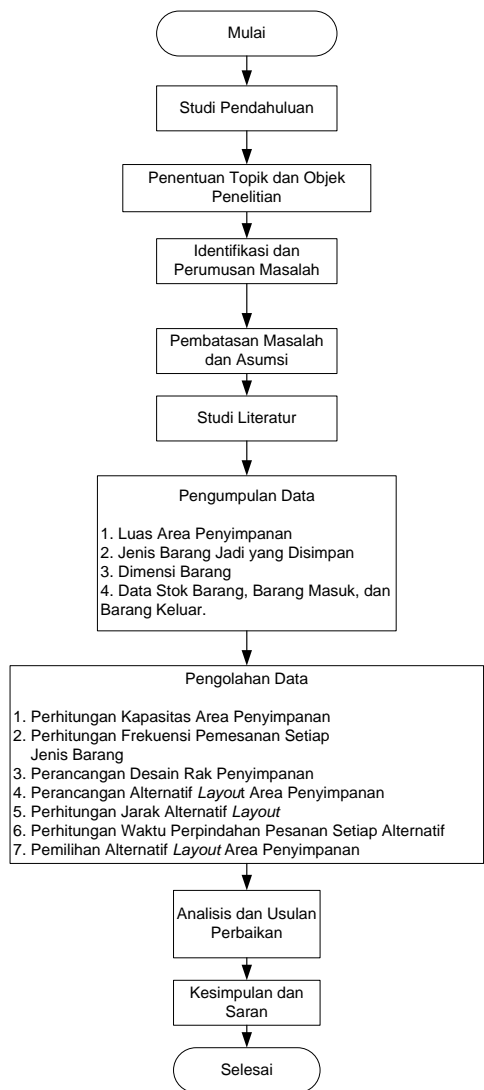 Mulai
Studi Pendahuluan
Penentuan Topik dan Objek
Penelitian
Identifikasi dan
Perumusan Masalah
Pembatasan Masalah
dan Asumsi
Studi Literatur
Pengumpulan Data
1. Luas Area Penyimpanan
2. Jenis Barang Jadi yang Disimpan
3. Dimensi Barang
4. Data Stok Barang, Barang Masuk, dan
Barang Keluar.
Pengolahan Data
1. Perhitungan Kapasitas Area Penyimpanan
2. Perhitungan Frekuensi Pemesanan Setiap
Jenis Barang
3. Perancangan Desain Rak Penyimpanan
4. Perancangan Alternatif Layout Area Penyimpanan
5. Perhitungan Jarak Alternatif Layout
6. Perhitungan Waktu Perpindahan Pesanan Setiap Alternatif
7. Pemilihan Alternatif Layout Area Penyimpanan
Analisis dan Usulan
Perbaikan
Kesimpulan dan
Saran
Selesai